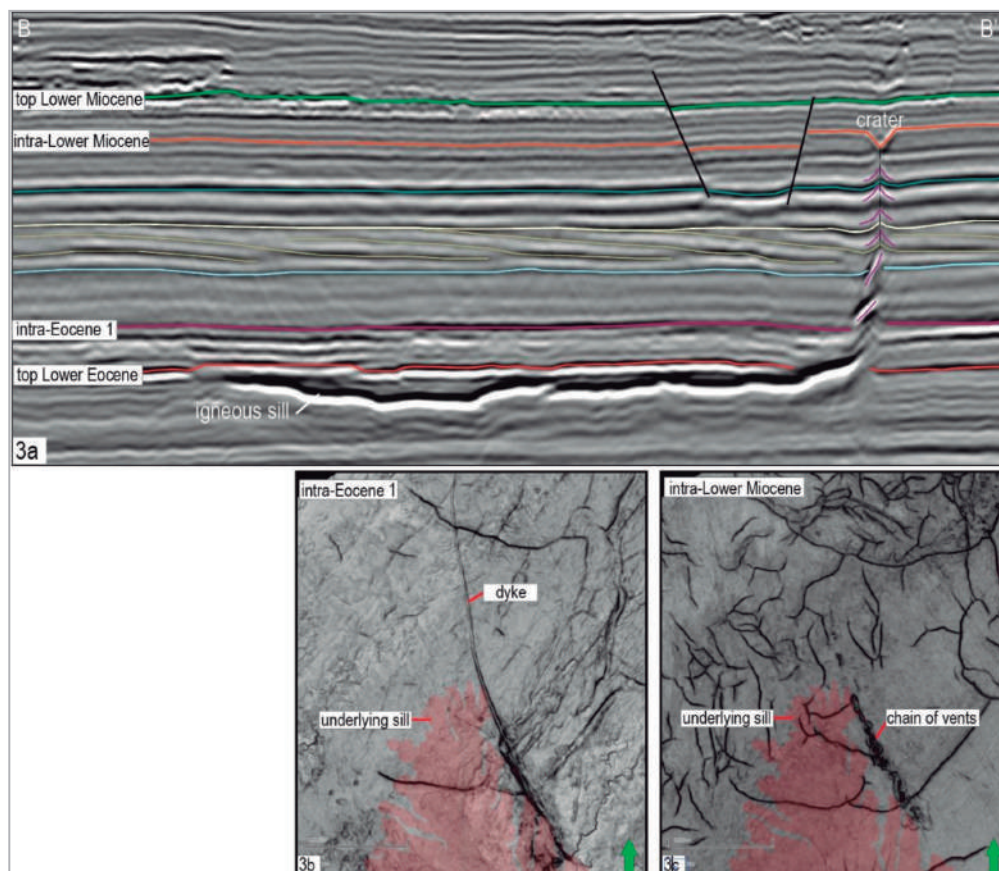 B
B
top Lower Miocene
intra-Lower Miocene
crater
intra-Eocene 1
top Lower Eocene
igneous sill
3a
intra-Eocene 1
dyke
underlying sill
3b
intra-Lower Miocene
underlying sill
chain of vents
3c